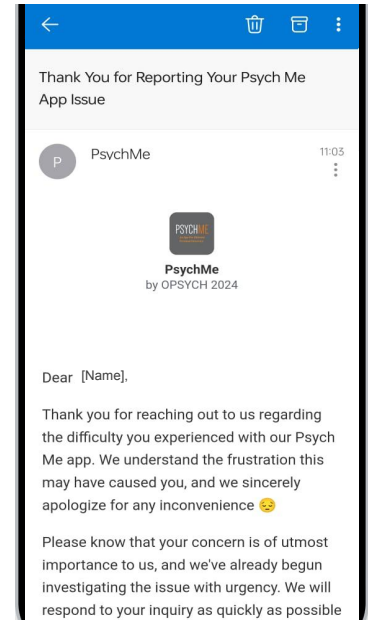 Thank You for Reporting Your Psych Me
App Issue
P
PsychMe
11:03
PSYCHME
PsychMe
by OPSYCH 2024
Dear [Name],
Thank you for reaching out to us regarding
the difficulty you experienced with our Psych
Me app. We understand the frustration this
may have caused you, and we sincerely
apologize for any inconvenience 😔
Please know that your concern is of utmost
importance to us, and we've already begun
investigating the issue with urgency. We will
respond to your inquiry as quickly as possible